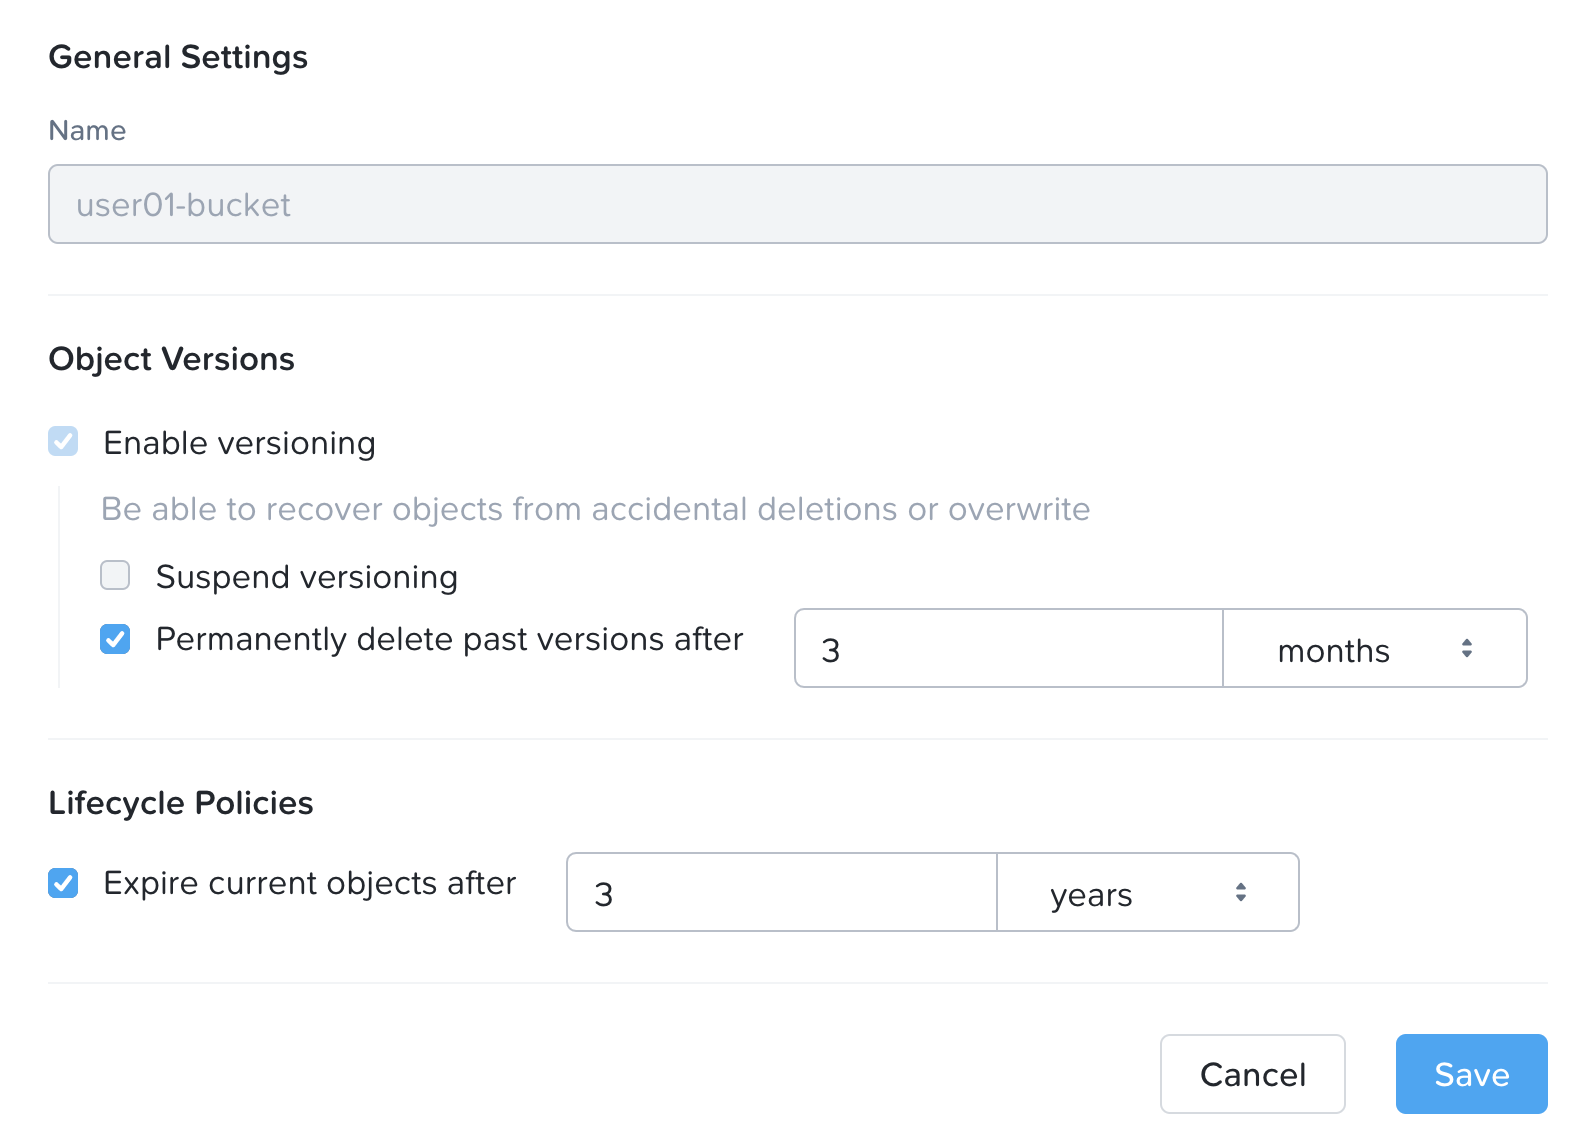 General Settings
Name
user01-bucket
Object Versions
Enable versioning
Be able to recover objects from accidental deletions or overwrite
Suspend versioning
Permanently delete past versions after 3 months
Lifecycle Policies
Expire current objects after 3 years
Cancel Save